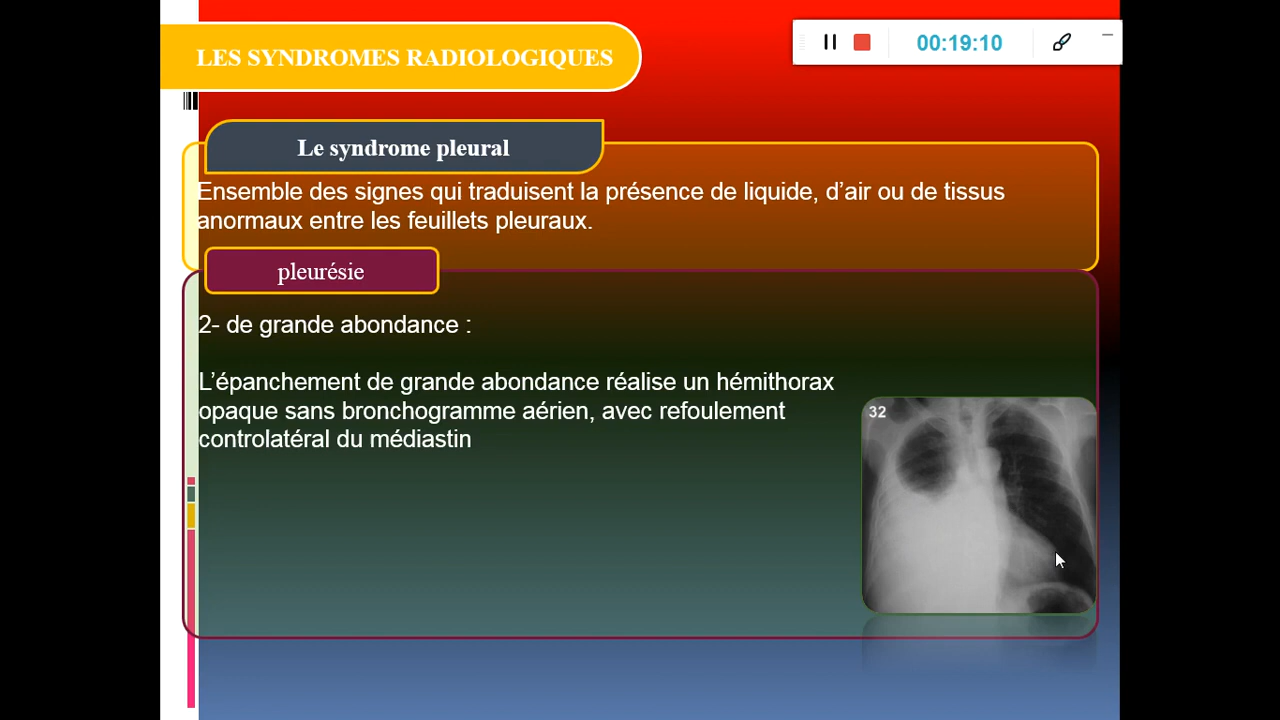 LES SYNDROMES RADIOLOGIQUES
00:19:10
Le syndrome pleural
Ensemble des signes qui traduisent la présence de liquide, d’air ou de tissus
anormaux entre les feuillets pleuraux.
pleurésie
2- de grande abondance :
L’épanchement de grande abondance réalise un hémithorax
opaque sans bronchogramme aérien, avec refoulement
controlatéral du médiastin
32